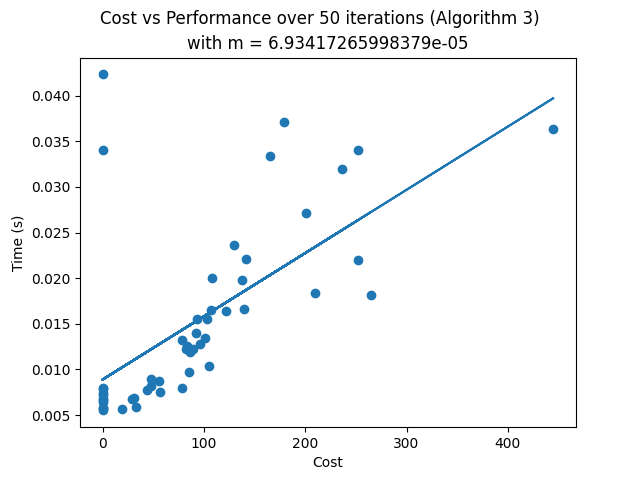 Cost vs Performance over 50 iterations (Algorithm 3)
with m = 6.93417265998379e-05
0.040
0.035
0.030
0.025
0.020
0.015
0.010
0.005
Time (s)
0 100 200 300 400
Cost